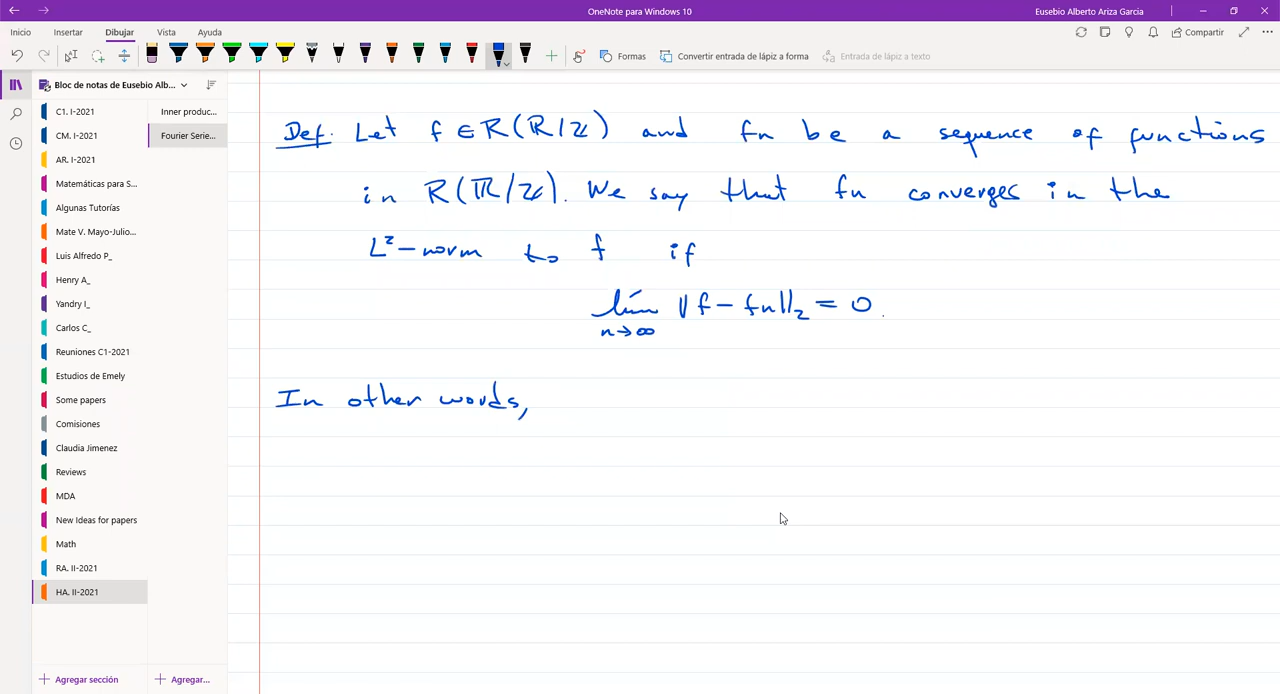 OneNote para Windows 10
Eusebio Alberto Ariza Garcia
Inicio Insertar Dibujar Vista Ayuda
Compartir
Formas Convertir entrada de lápiz a forma Entrada de lápiz a texto
Bloc de notas de Eusebio Alb...
C1. I-2021
CM. I-2021
AR. I-2021
Matemáticas para S...
Algunas Tutorías
Mate V. Mayo-Julio...
Luis Alfredo P_
Henry A_
Yandry I_
Carlos C_
Reuniones C1-2021
Estudios de Emely
Some papers
Comisiones
Claudia Jimenez
Reviews
MDA
New Ideas for papers
Math
RA. II-2021
HA. II-2021
Agregar sección
Inner produc...
Fourier Serie...
Agregar...
Def. Let f ∈ R(ℝ/ℤ) and fn be a sequence of functions
in R(ℝ/ℤ). We say that fn converges in the
L²-norm to f if
lím ‖f - fn‖₂ = 0.
n→∞
In other words,